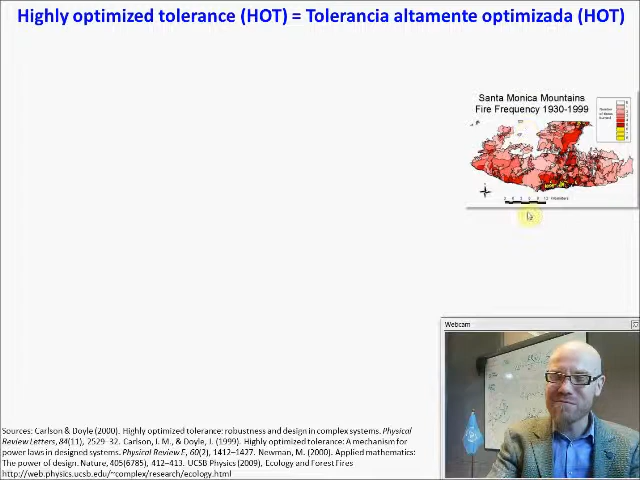 Highly optimized tolerance (HOT) = Tolerancia altamente optimizada (HOT)
Santa Monica Mountains
Fire Frequency 1930-1999
Webcam
Sources: Carlson & Doyle (2000). Highly optimized tolerance: robustness and design in complex systems. Physical
Review Letters, 84(11), 2529–32. Carlson, J. M., & Doyle, J. (1999). Highly optimized tolerance: A mechanism for
power laws in designed systems. Physical Review E, 60(2), 1412–1427. Newman, M. (2000). Applied mathematics:
The power of design. Nature, 405(6785), 412–413. UCSB Physics (2009), Ecology and Forest Fires
http://web.physics.ucsb.edu/~complex/research/ecology.html